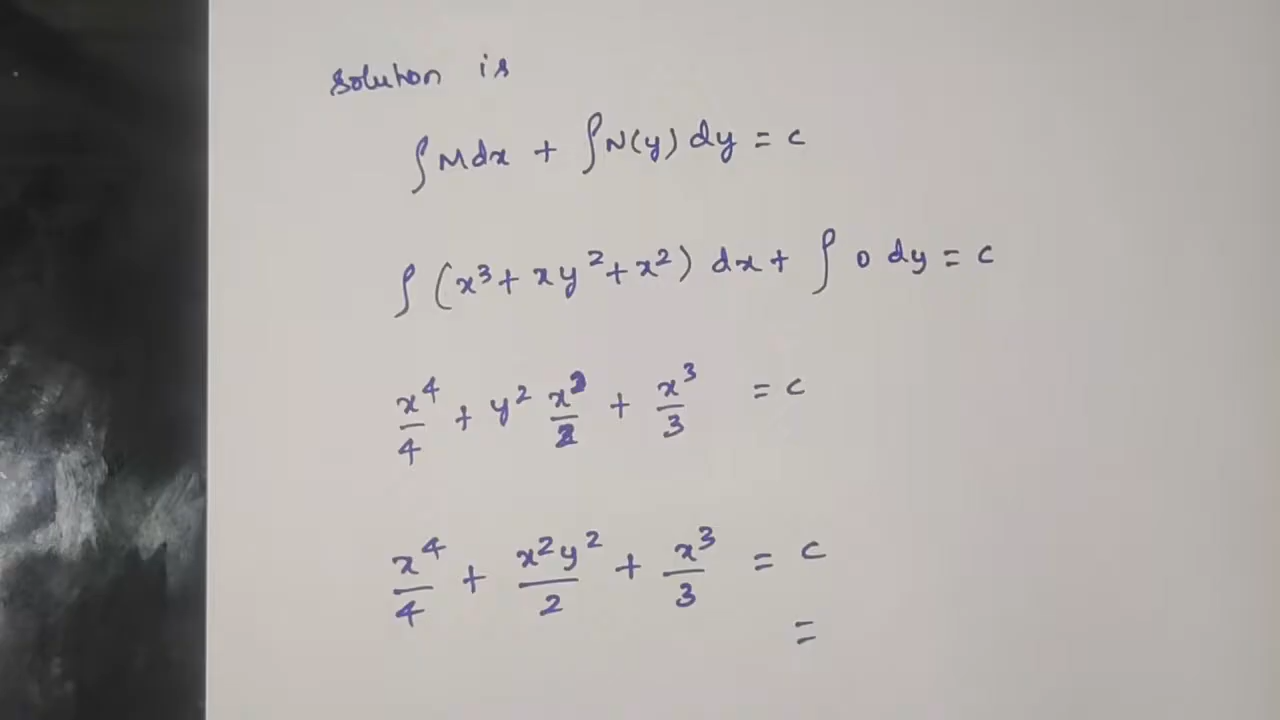 Solution is
∫Mdx + ∫N(y) dy = c
∫ (x³ + xy² + x²) dx + ∫ 0 dy = c
x⁴/4 + y² x²/2 + x³/3 = c
x⁴/4 + x²y²/2 + x³/3 = c
=